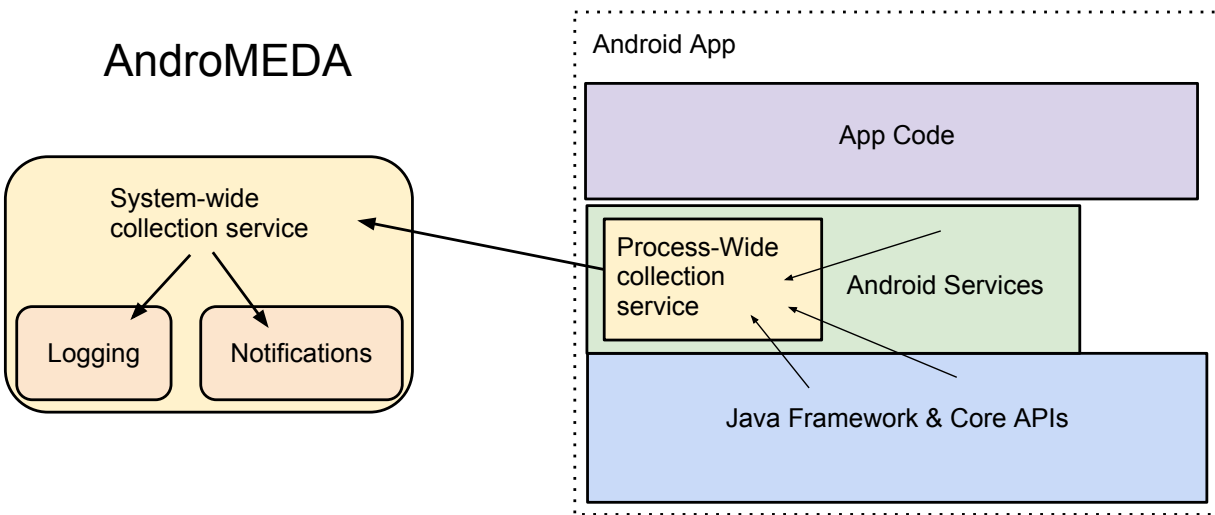 AndroMEDA
System-wide
collection service
Logging
Notifications
Android App
App Code
Process-Wide
collection
service
Android Services
Java Framework & Core APIs